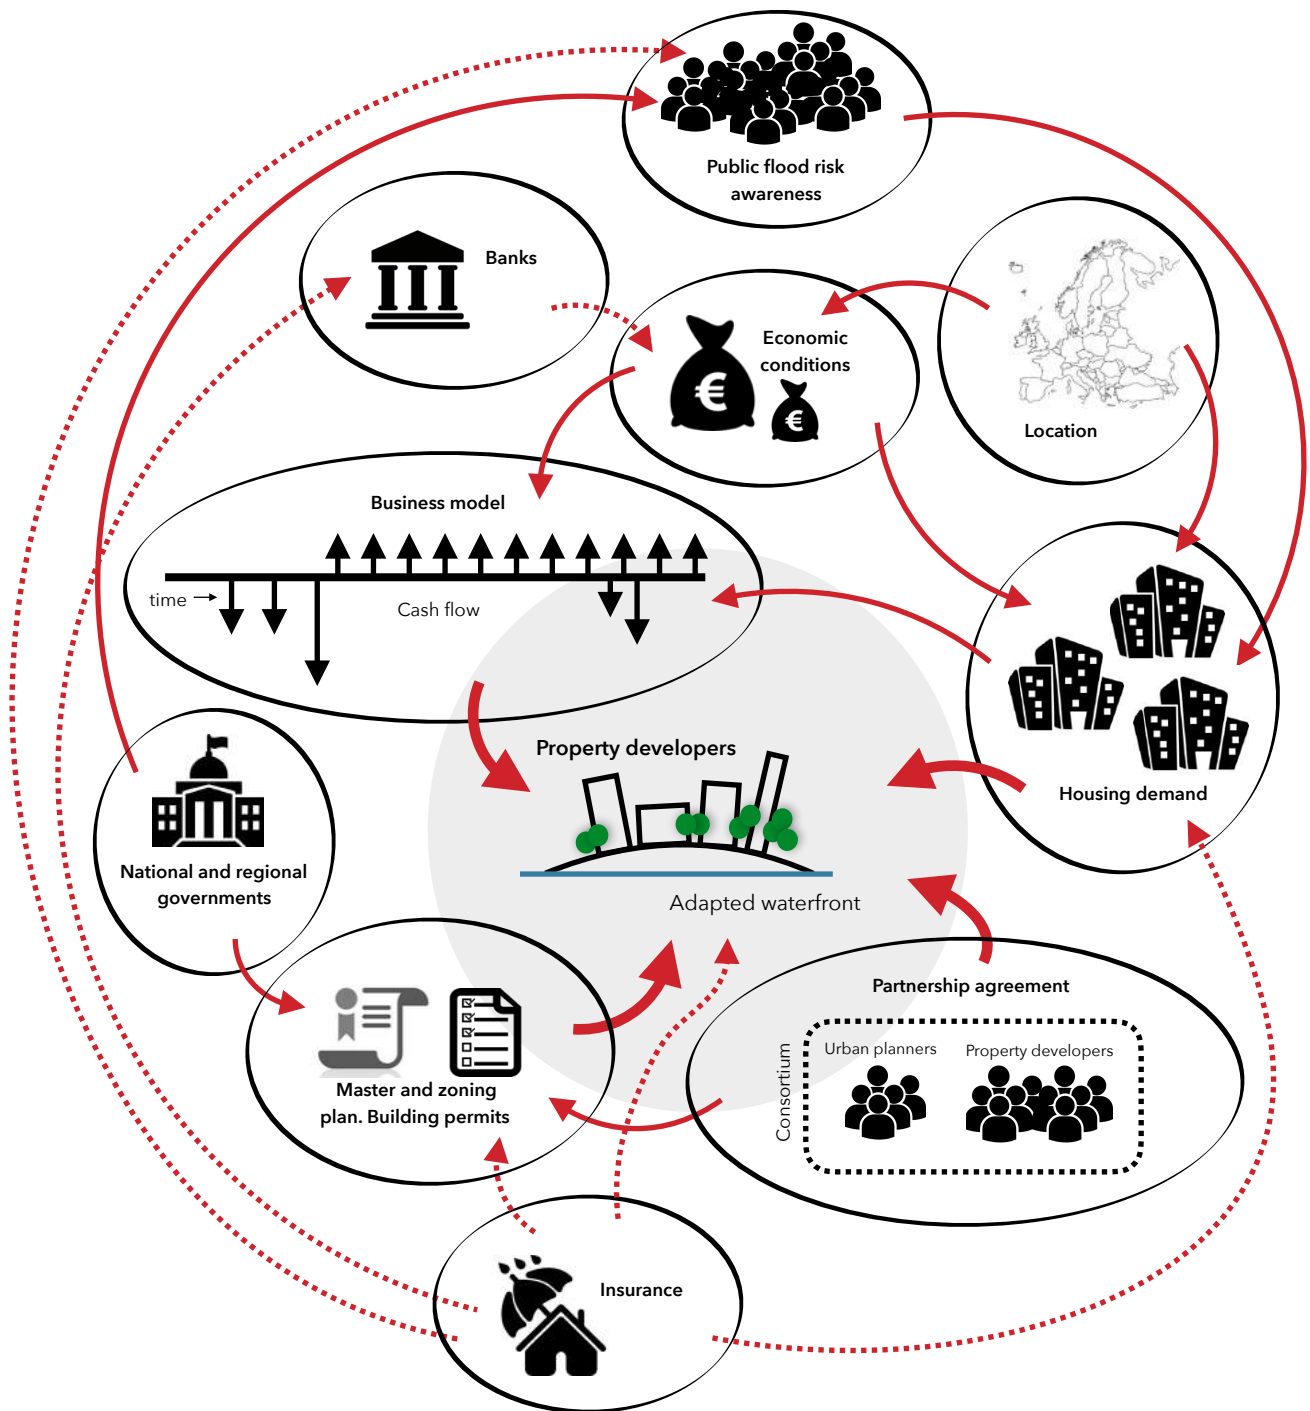 Public flood risk
awareness
Banks
Economic
conditions
€
€
Location
Business model
time
Cash flow
Property developers
Housing demand
National and regional
governments
Adapted waterfront
Partnership agreement
Consortium
Urban planners
Property developers
Master and zoning
plan. Building permits
Insurance